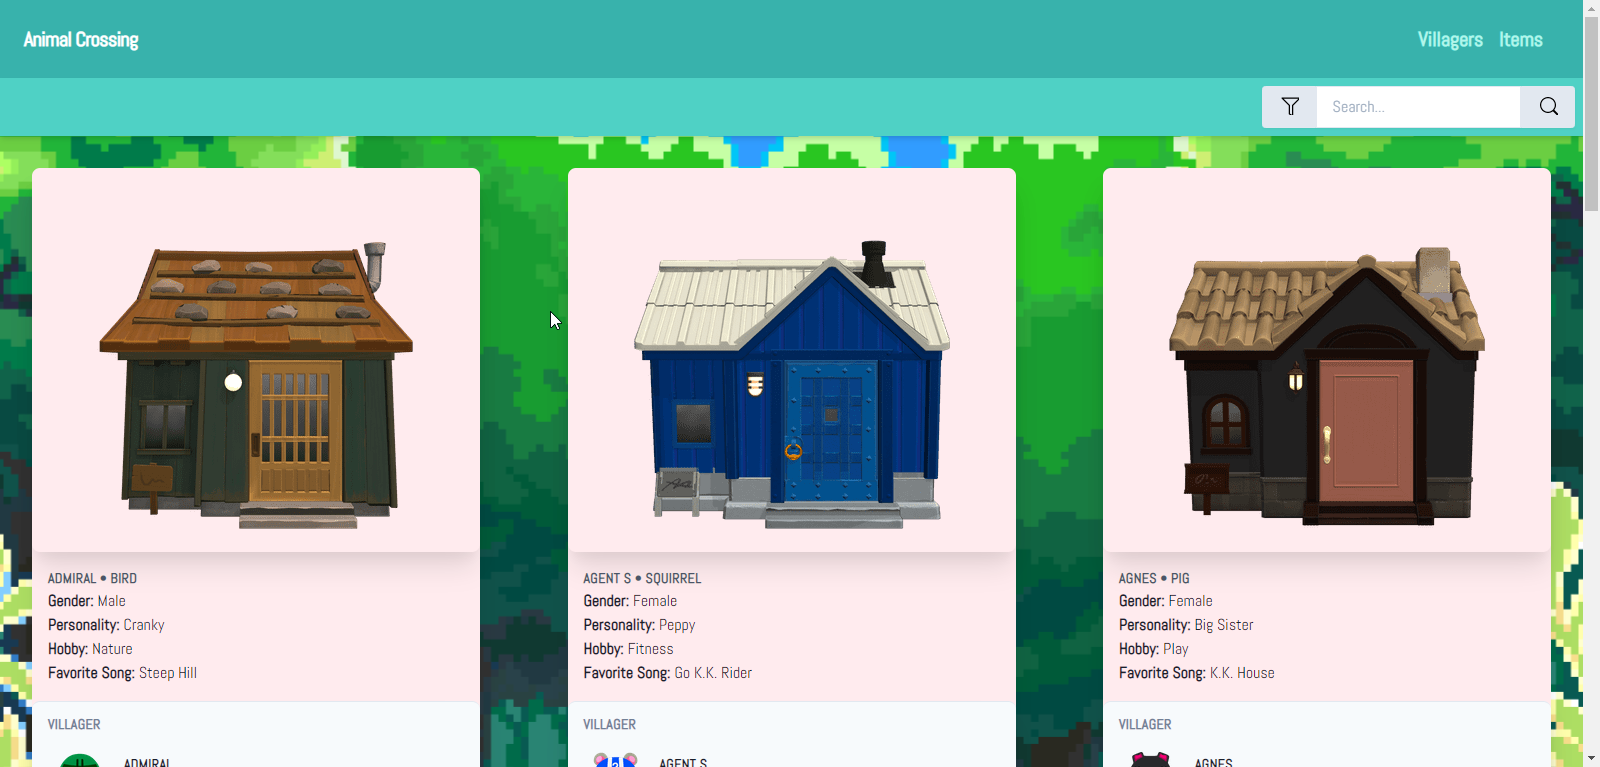 Animal Crossing
Villagers Items
Search...
ADMIRAL • BIRD
Gender: Male
Personality: Cranky
Hobby: Nature
Favorite Song: Steep Hill
VILLAGER
ADMIRAL
AGENT S • SQUIRREL
Gender: Female
Personality: Peppy
Hobby: Fitness
Favorite Song: Go K.K. Rider
VILLAGER
AGENT S
AGNES • PIG
Gender: Female
Personality: Big Sister
Hobby: Play
Favorite Song: K.K. House
VILLAGER
AGNES